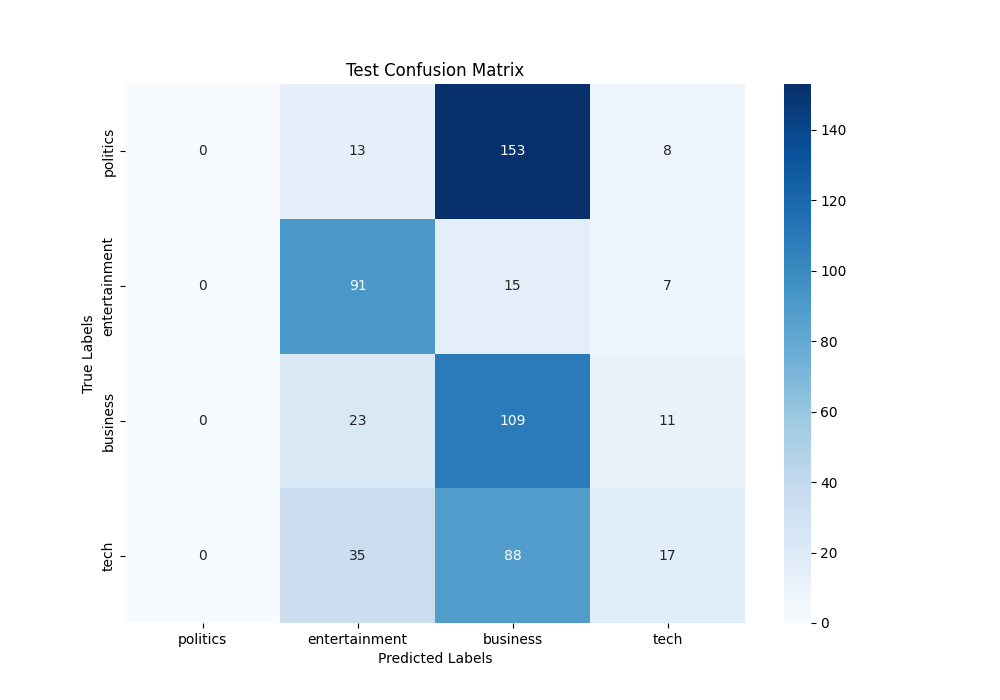 Test Confusion Matrix
True Labels
politics
0 13 153 8
entertainment
0 91 15 7
business
0 23 109 11
tech
0 35 88 17
politics entertainment business tech
Predicted Labels
140
120
100
80
60
40
20
0